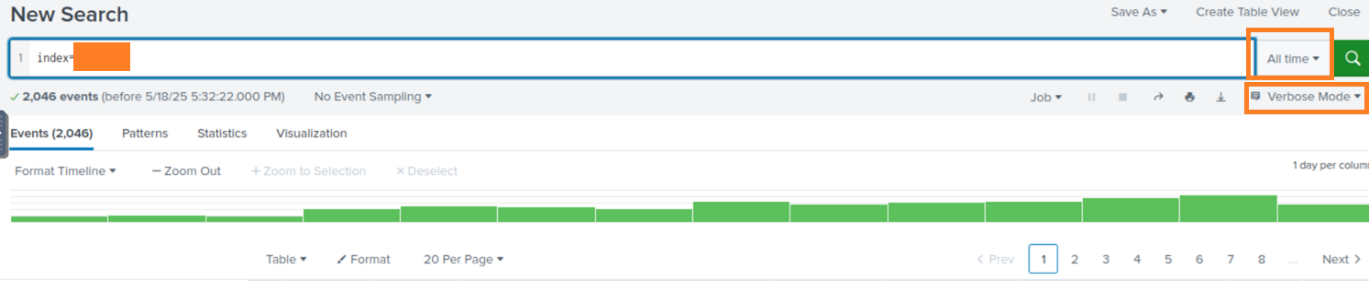 New Search
Save As Create Table View Close
1 index=
All time
2,046 events (before 5/18/25 5:32:22.000 PM) No Event Sampling
Job Verbose Mode
Events (2,046) Patterns Statistics Visualization
Format Timeline — Zoom Out + Zoom to Selection × Deselect
1 day per colum
Table Format 20 Per Page
< Prev 1 2 3 4 5 6 7 8 ... Next >